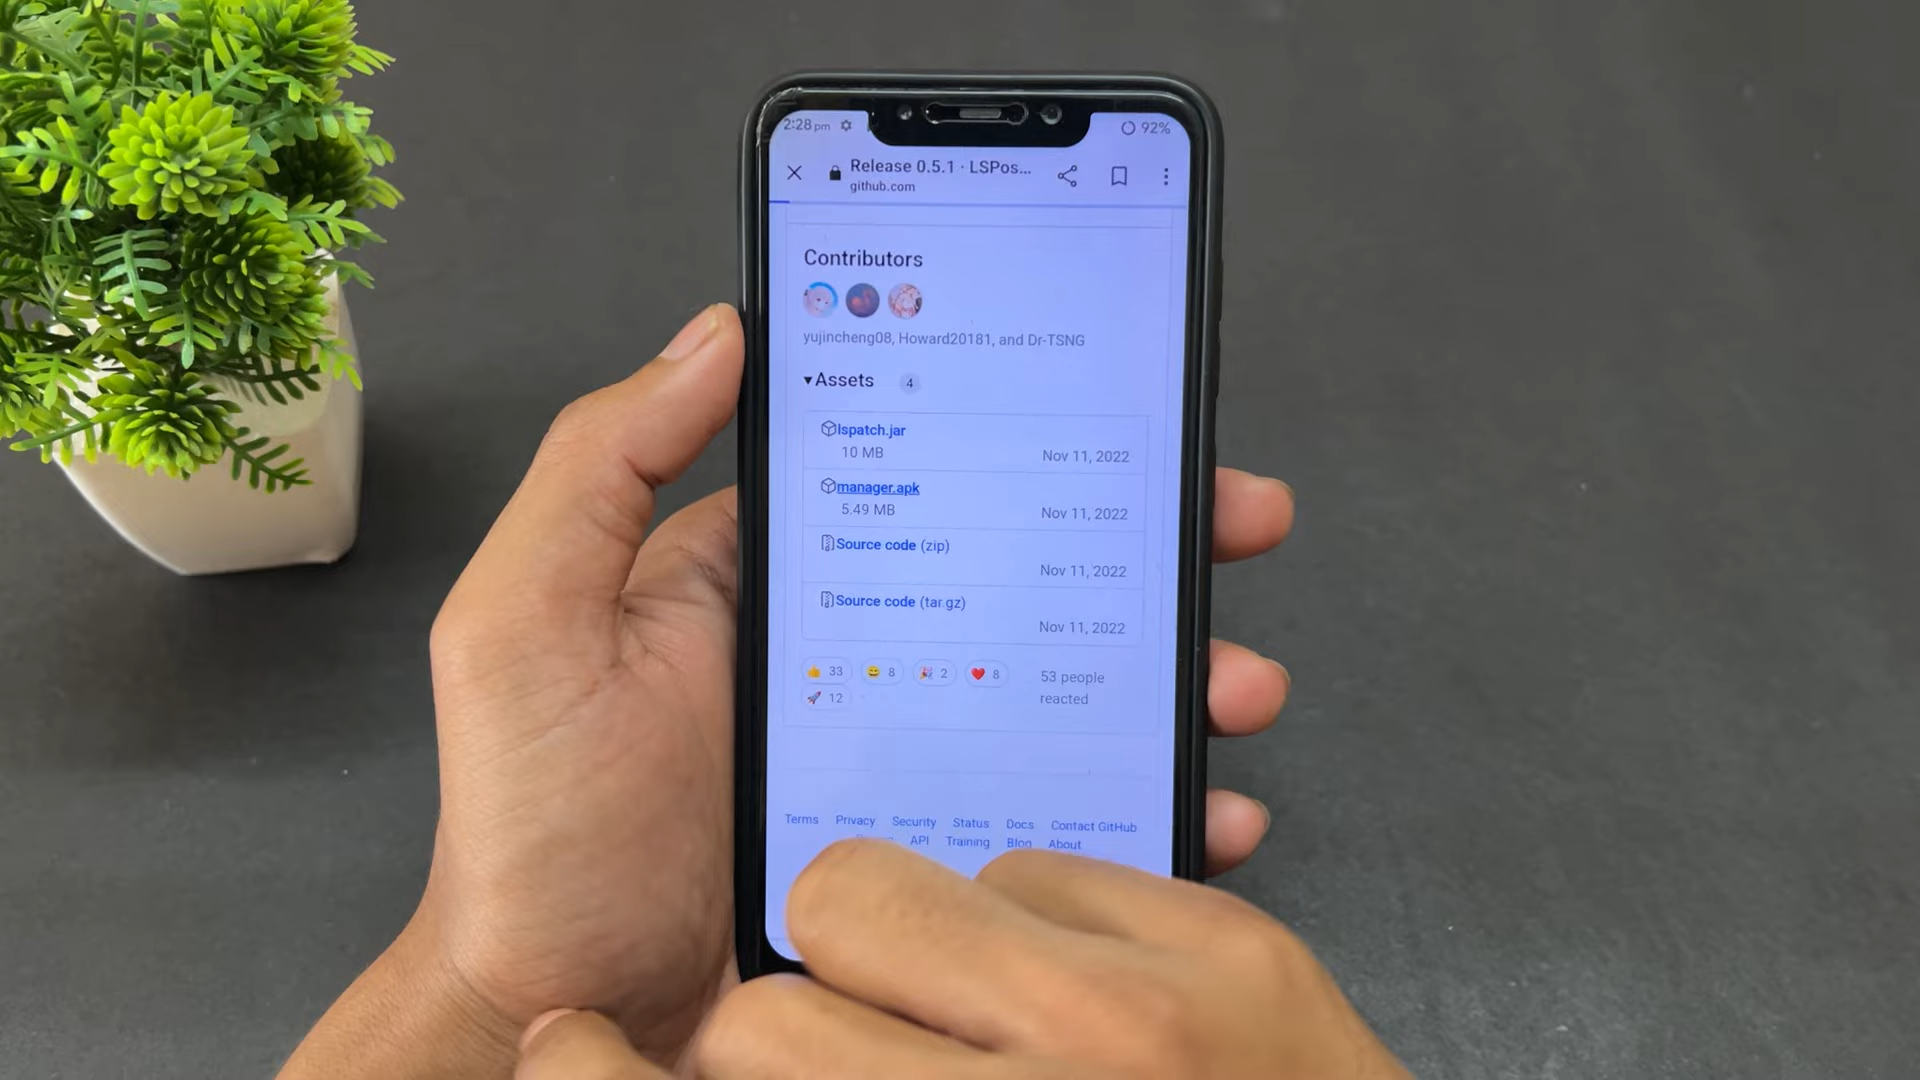 2:28 pm
92%
Release 0.5.1 · LSPos...
github.com
Contributors
yujincheng08, Howard20181, and Dr-TSNG
Assets 4
lspatch.jar
10 MB
Nov 11, 2022
manager.apk
5.49 MB
Nov 11, 2022
Source code (zip)
Nov 11, 2022
Source code (tar.gz)
Nov 11, 2022
33 8 2 8
53 people
reacted
12
Terms Privacy Security Status Docs Contact GitHub
API Training Blog About